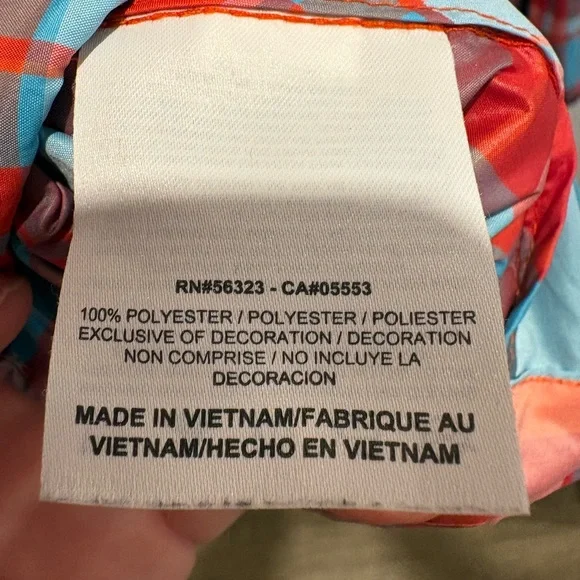 RN#56323 - CA#05553
100% POLYESTER / POLYESTER / POLIESTER
EXCLUSIVE OF DECORATION / DECORATION
NON COMPRISE / NO INCLUYE LA
DECORACION
MADE IN VIETNAM/FABRIQUE AU
VIETNAM/HECHO EN VIETNAM